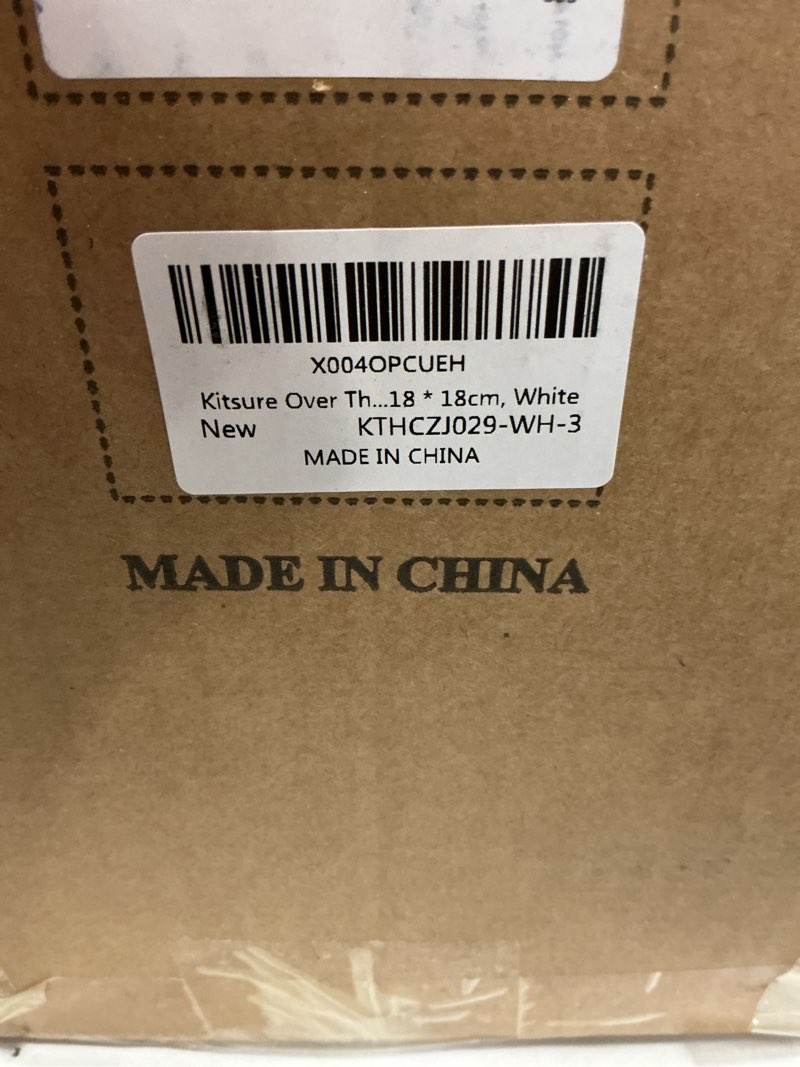 X004OPCUEH
Kitsure Over Th...18 * 18cm, White
New KTHCZJ029-WH-3
MADE IN CHINA
MADE IN CHINA